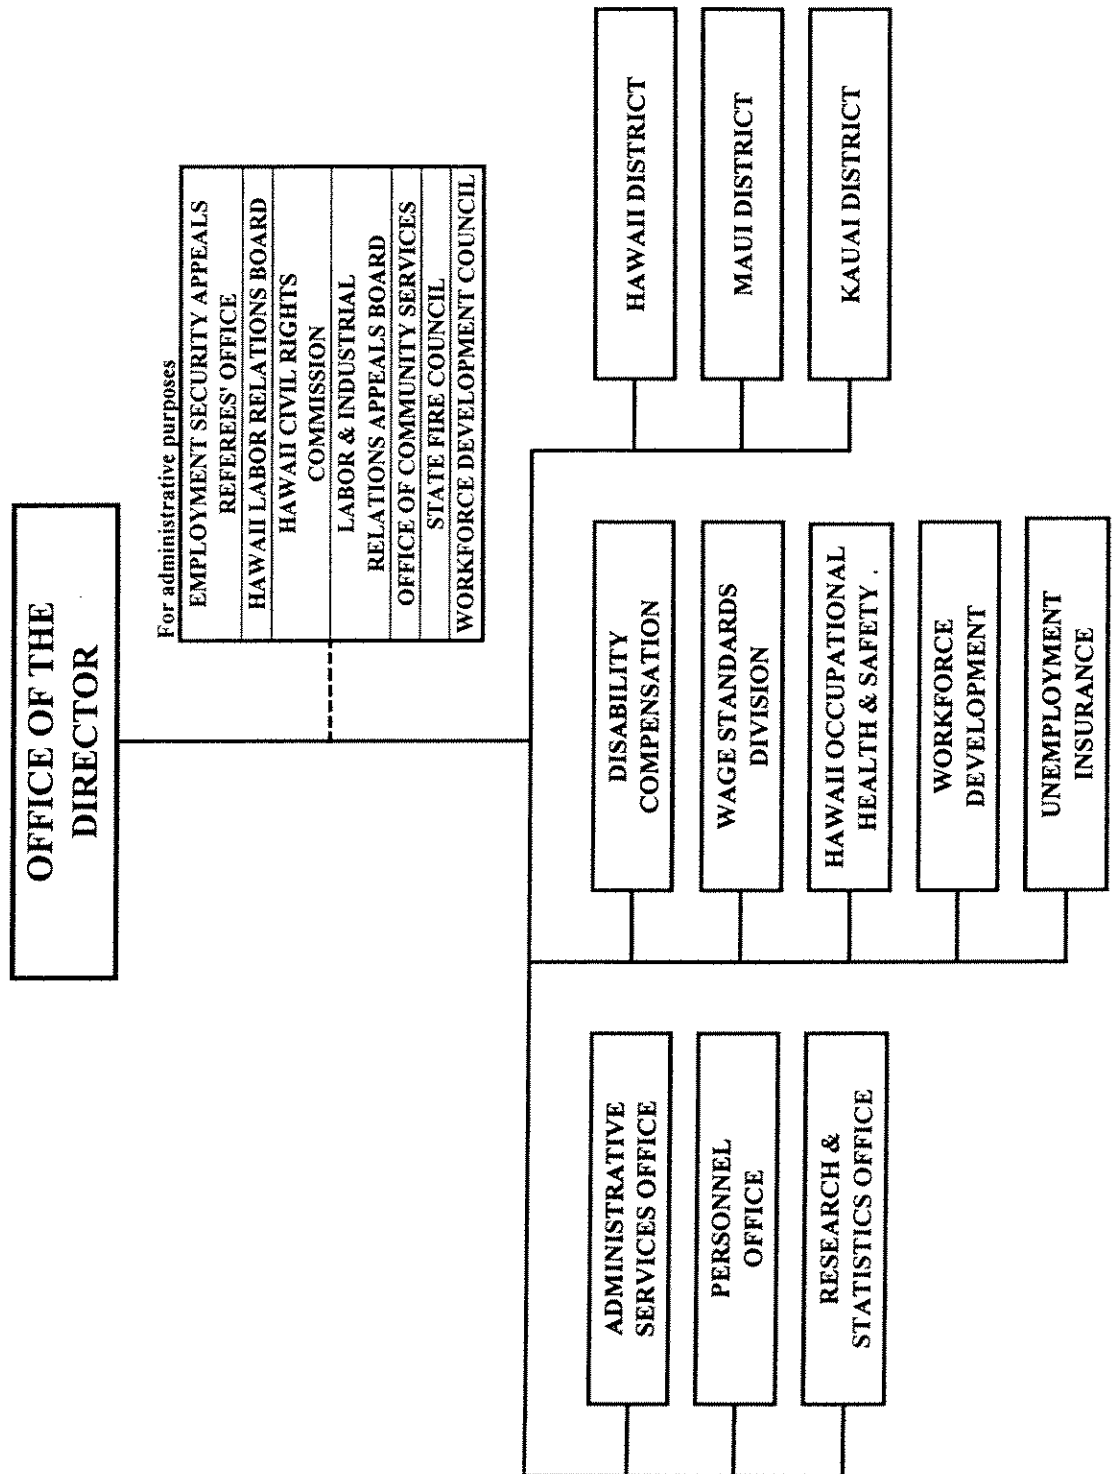 OFFICE OF THE
DIRECTOR
For administrative purposes
EMPLOYMENT SECURITY APPEALS
REFEREES' OFFICE
HAWAII LABOR RELATIONS BOARD
HAWAII CIVIL RIGHTS
COMMISSION
LABOR & INDUSTRIAL
RELATIONS APPEALS BOARD
OFFICE OF COMMUNITY SERVICES
STATE FIRE COUNCIL
WORKFORCE DEVELOPMENT COUNCIL
ADMINISTRATIVE
SERVICES OFFICE
PERSONNEL
OFFICE
RESEARCH &
STATISTICS OFFICE
DISABILITY
COMPENSATION
WAGE STANDARDS
DIVISION
HAWAII OCCUPATIONAL
HEALTH & SAFETY .
WORKFORCE
DEVELOPMENT
UNEMPLOYMENT
INSURANCE
HAWAII DISTRICT
MAUI DISTRICT
KAUAI DISTRICT